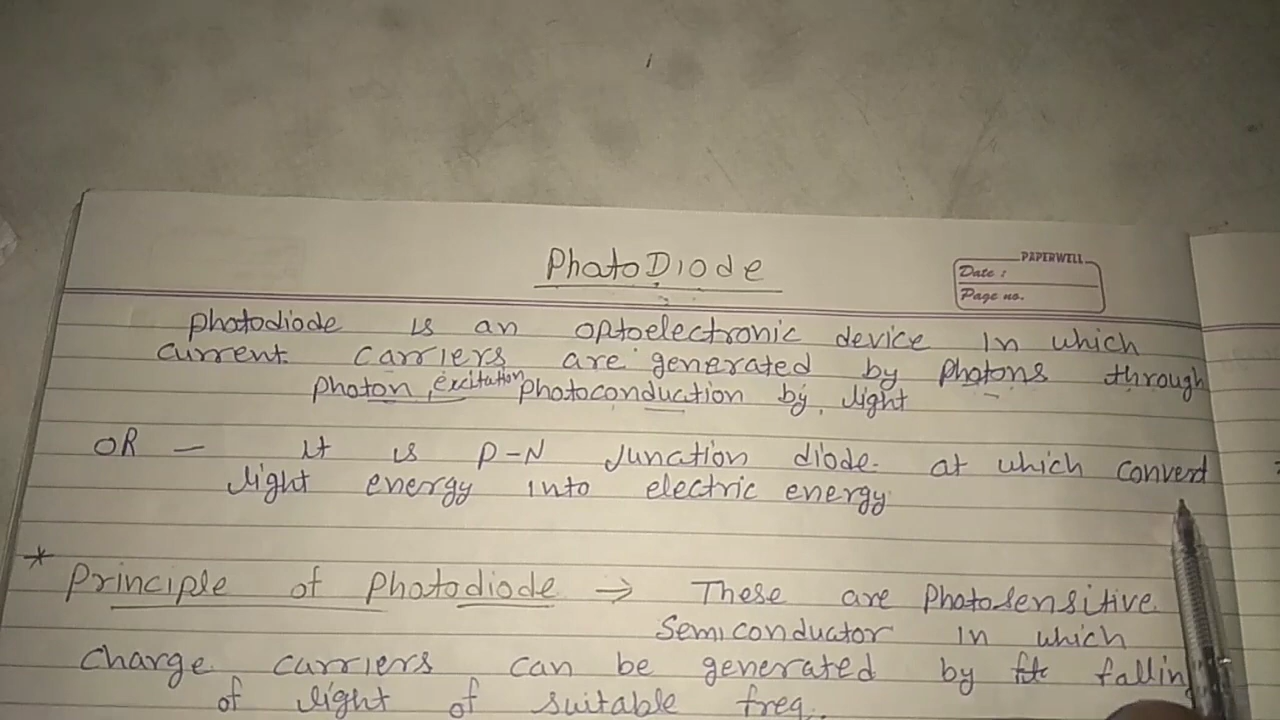 PhatoDiode
PAPERWELL
Date :
Page no.
photodiode is an optoelectronic device in which
current carriers are generated by photons through
photon excitation photoconduction by light
OR - it is P-N Junction diode at which convert
light energy into electric energy
* Principle of photodiode ⇒ These are photosensitive
Semiconductor in which
charge carriers can be generated by falling
of light of suitable freq.